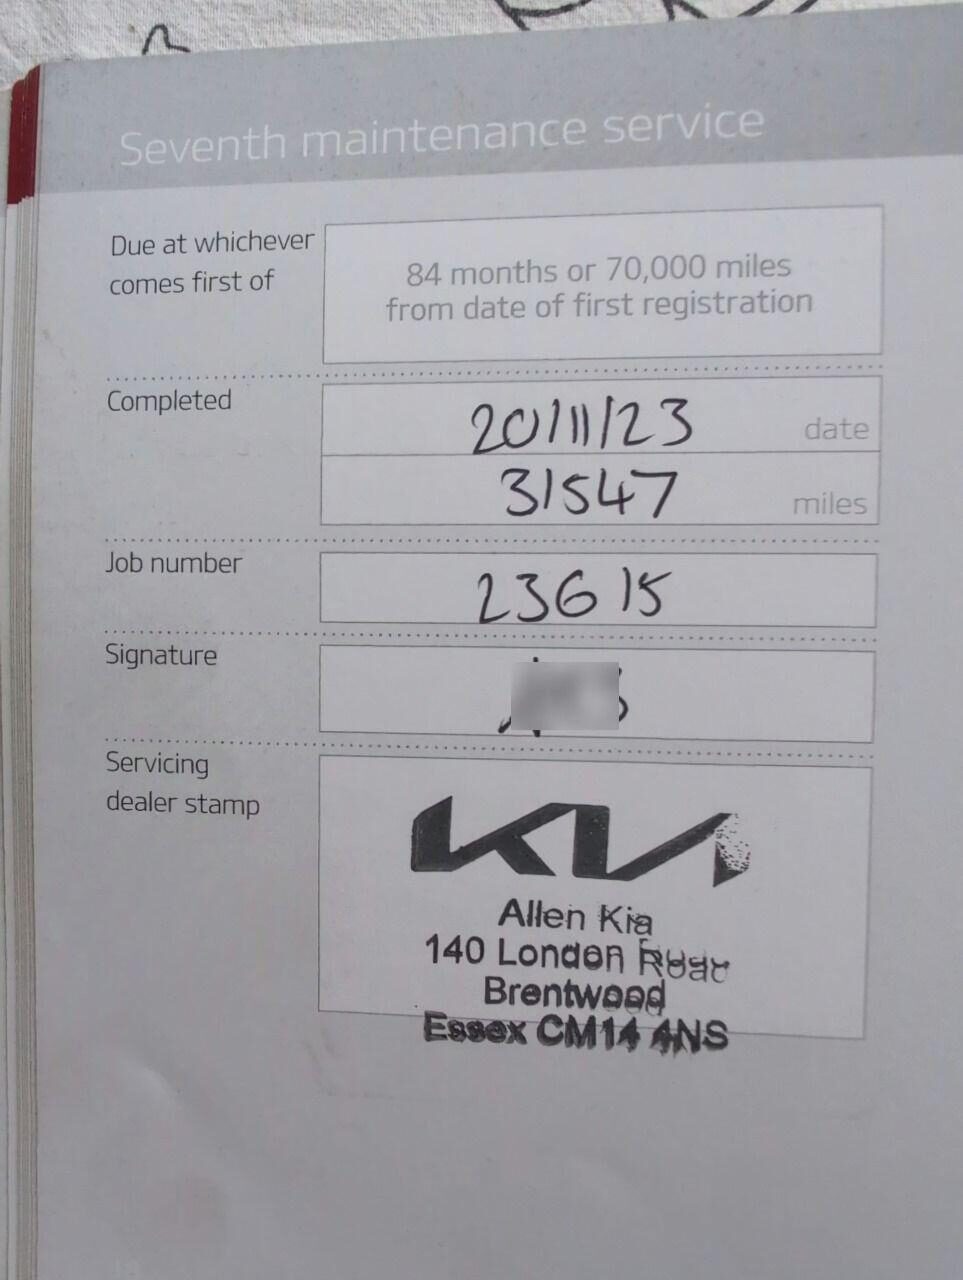 Seventh maintenance service
Due at whichever
comes first of
84 months or 70,000 miles
from date of first registration
Completed
20/11/23 date
31547 miles
Job number
23615
Signature
Servicing
dealer stamp
KIA
Allen Kia
140 London Road
Brentwood
Essex CM14 4NS